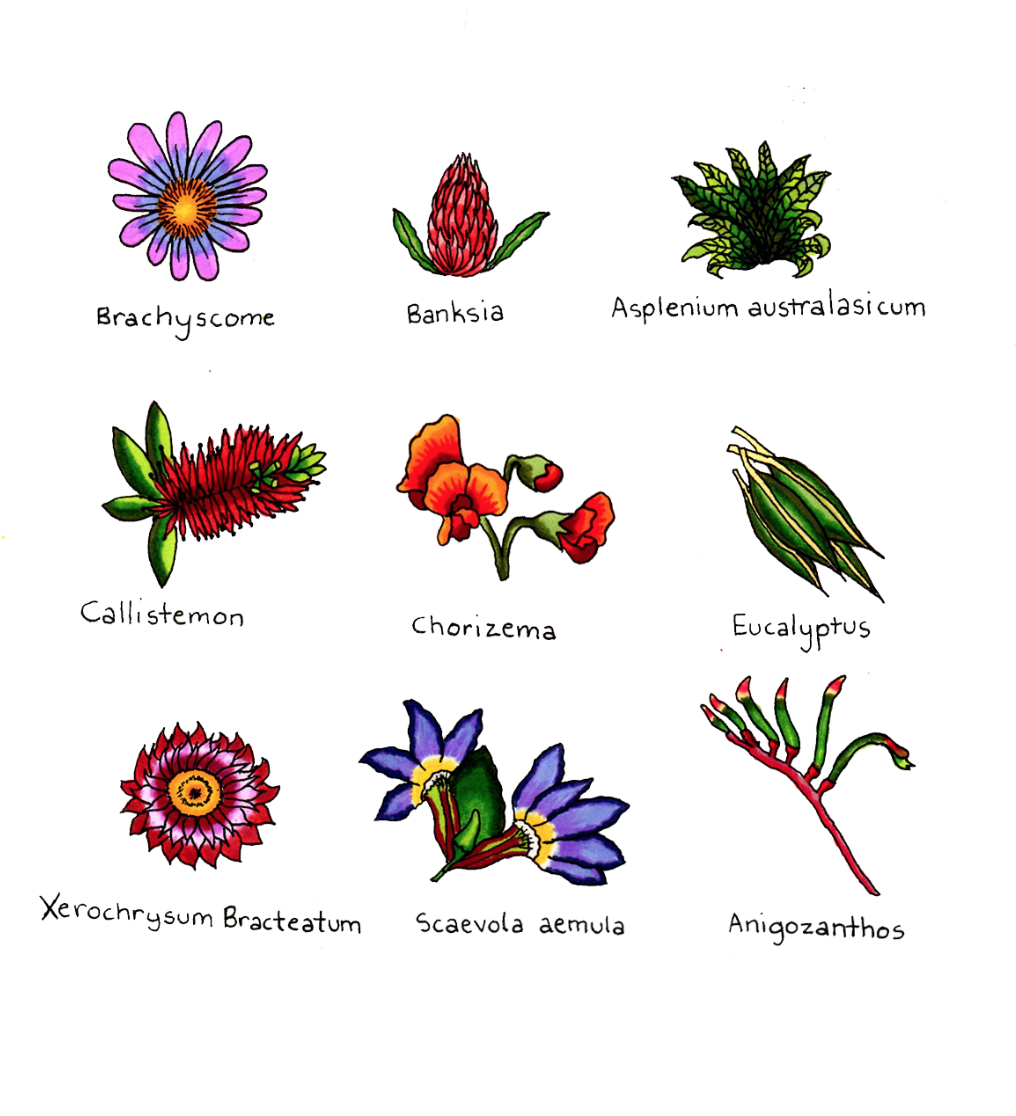 Brachyscome
Banksia
Asplenium australasicum
Callistemon
Chorizema
Eucalyptus
Xerochrysum Bracteatum
Scaevola aemula
Anigozanthos